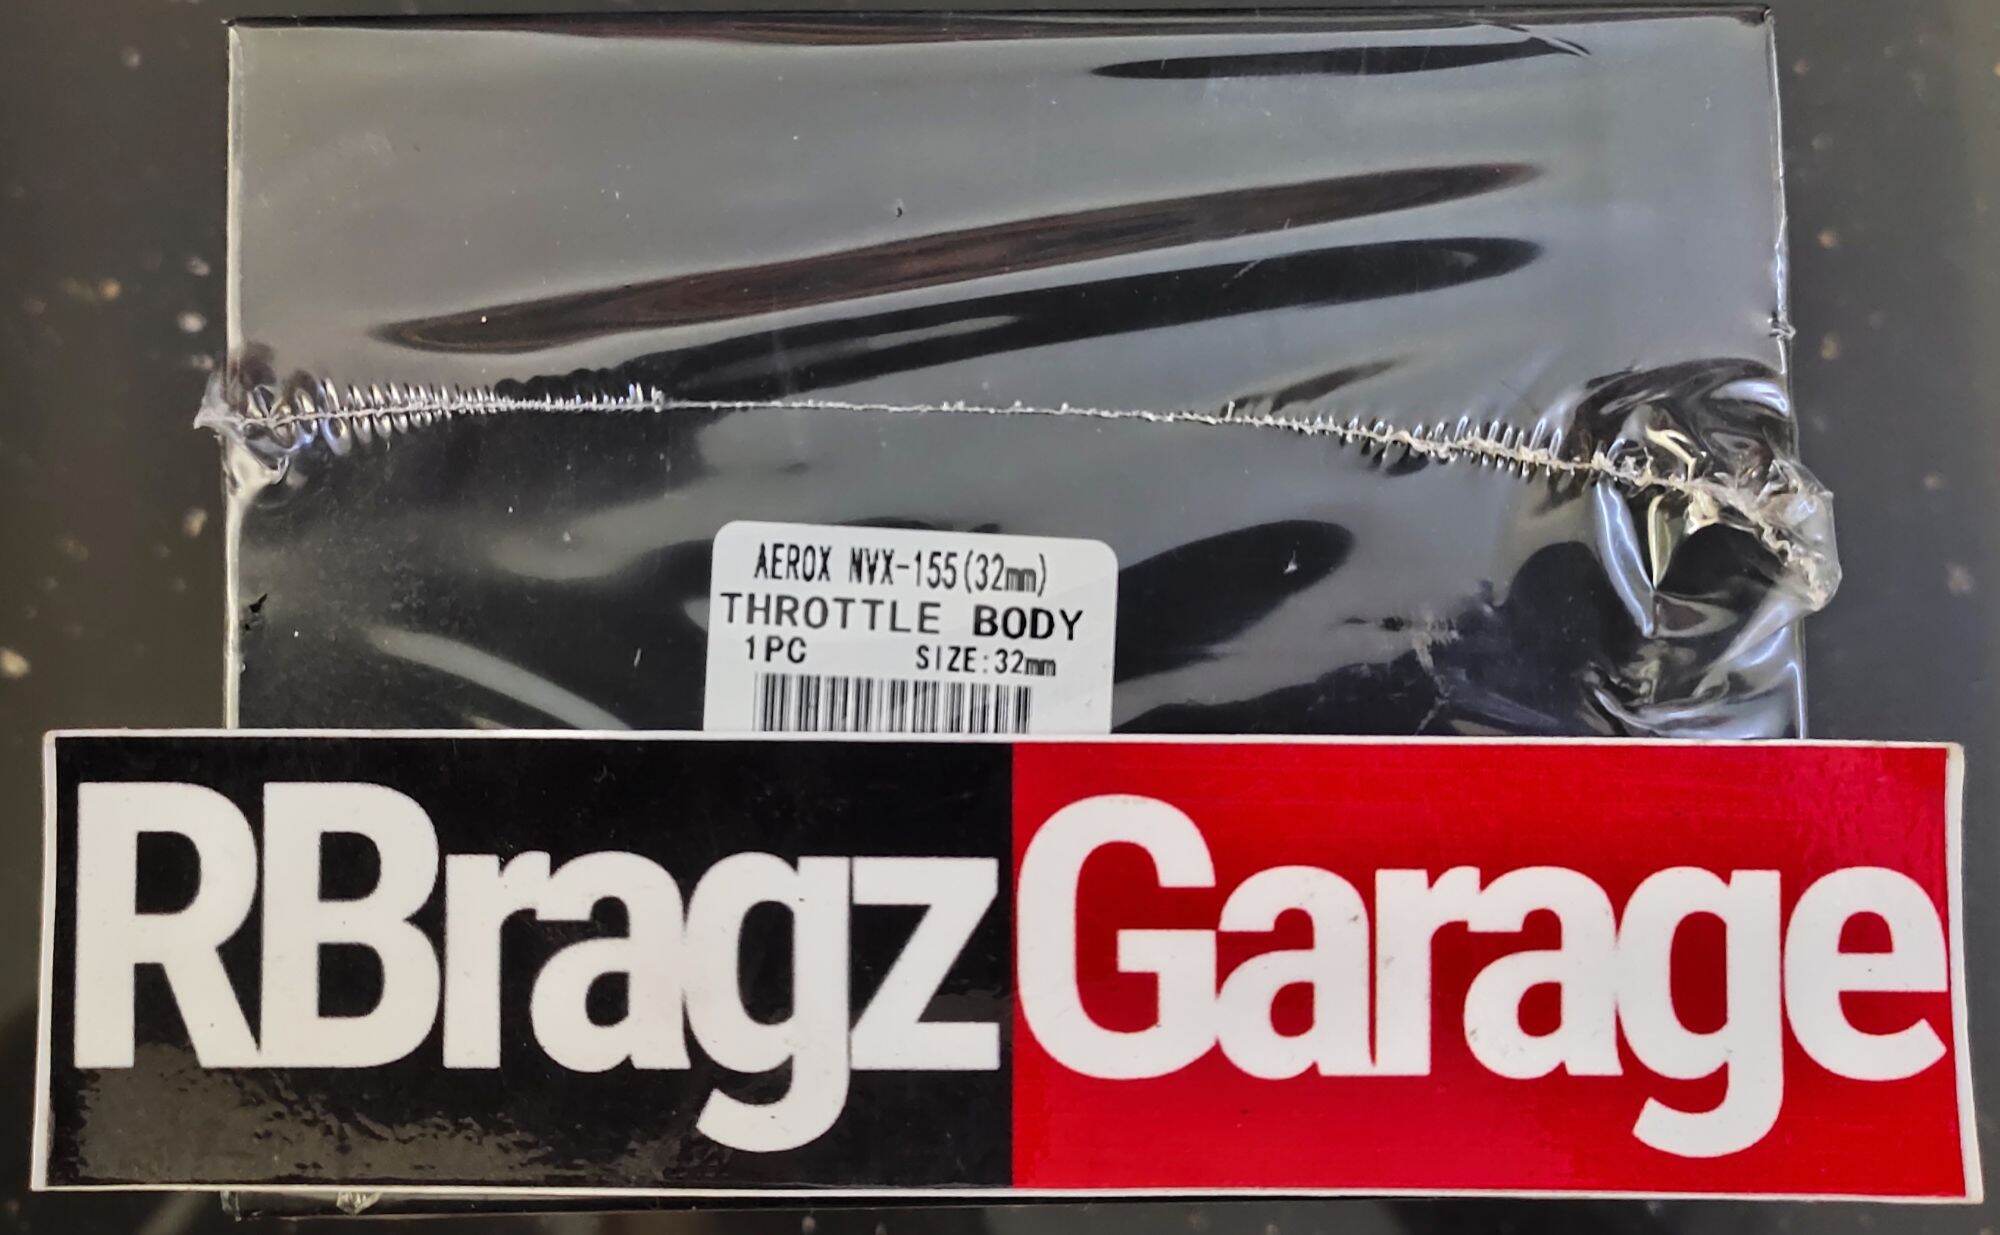 AEROX NVX-155(32mm)
THROTTLE BODY
1PC SIZE:32mm
RBragzGarage